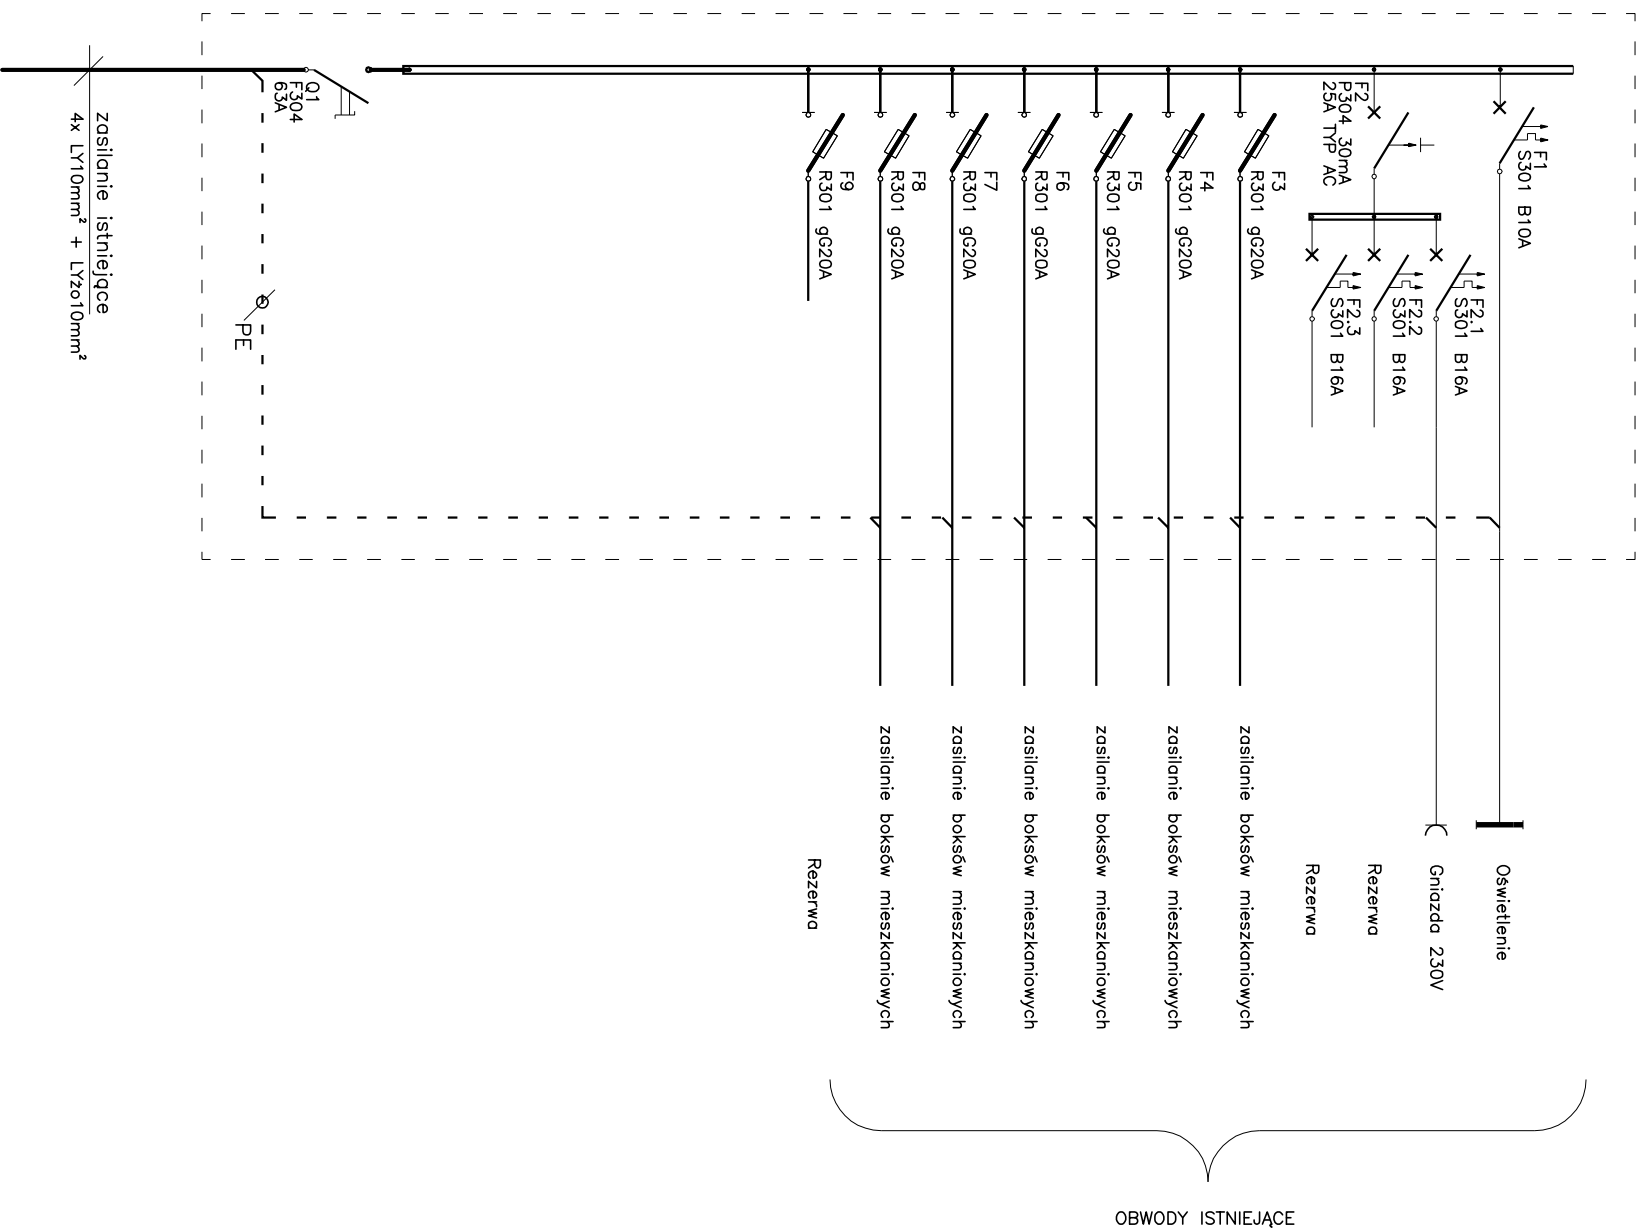 zasilanie istniejące
4x LY10mm² + LYżo10mm²
PE
Q1
F304
63A
F9
R301 gG20A
F8
R301 gG20A
F7
R301 gG20A
F6
R301 gG20A
F5
R301 gG20A
F4
R301 gG20A
F3
R301 gG20A
F2
P304 30mA
25A TYP AC
F1
S301 B10A
F2.3
S301 B16A
F2.2
S301 B16A
F2.1
S301 B16A
Rezerwa
zasilanie boksów mieszkaniowych
zasilanie boksów mieszkaniowych
zasilanie boksów mieszkaniowych
zasilanie boksów mieszkaniowych
zasilanie boksów mieszkaniowych
zasilanie boksów mieszkaniowych
Rezerwa
Rezerwa
Gniazda 230V
Oświetlenie
OBWODY ISTNIEJĄCE